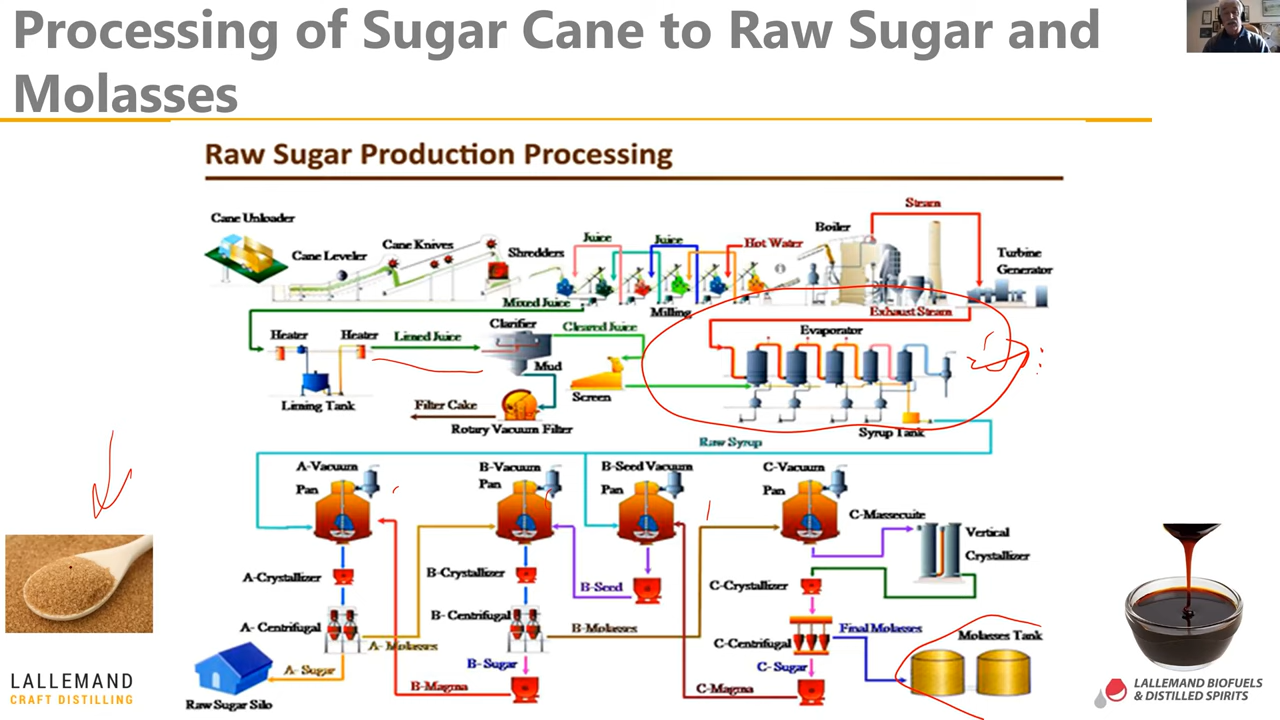 Processing of Sugar Cane to Raw Sugar and
Molasses
Raw Sugar Production Processing
Steam
Cane Unloader
Cane Leveler
Cane Knives
Shredders
Juice
Juice
Hot Water
Boiler
Turbine
Generator
Mixed Juice
Milling
Exhaust Steam
Heater
Heater
Limed Juice
Clarifier
Cleared Juice
Evaporator
Mud
Screen
Liming Tank
Filter Cake
Rotary Vacuum Filter
Syrup Tank
Raw Syrup
A-Vacuum
Pan
B-Vacuum
Pan
B-Seed Vacuum
Pan
C-Vacuum
Pan
C-Massecuite
Vertical
Crystallizer
A-Crystallizer
B-Crystallizer
B-Seed
C-Crystallizer
A- Centrifugal
B- Centrifugal
B-Molasses
C-Centrifugal
Final Molasses
Molasses Tank
A- Molasses
A- Sugar
B- Sugar
C- Sugar
B-Magma
C-Magma
Raw Sugar Silo
LALLEMAND
CRAFT DISTILLING
LALLEMAND BIOFUELS
& DISTILLED SPIRITS